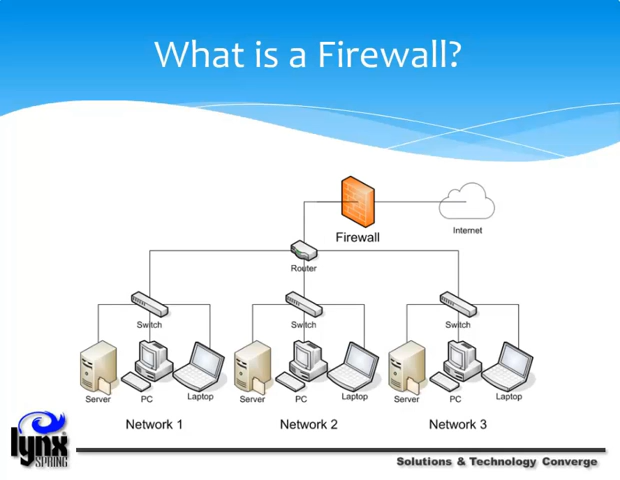 What is a Firewall?
Firewall
Internet
Router
Switch
Switch
Switch
Server
PC
Laptop
Server
PC
Laptop
Server
PC
Laptop
Network 1
Network 2
Network 3
lynx
SPRING
Solutions & Technology Converge